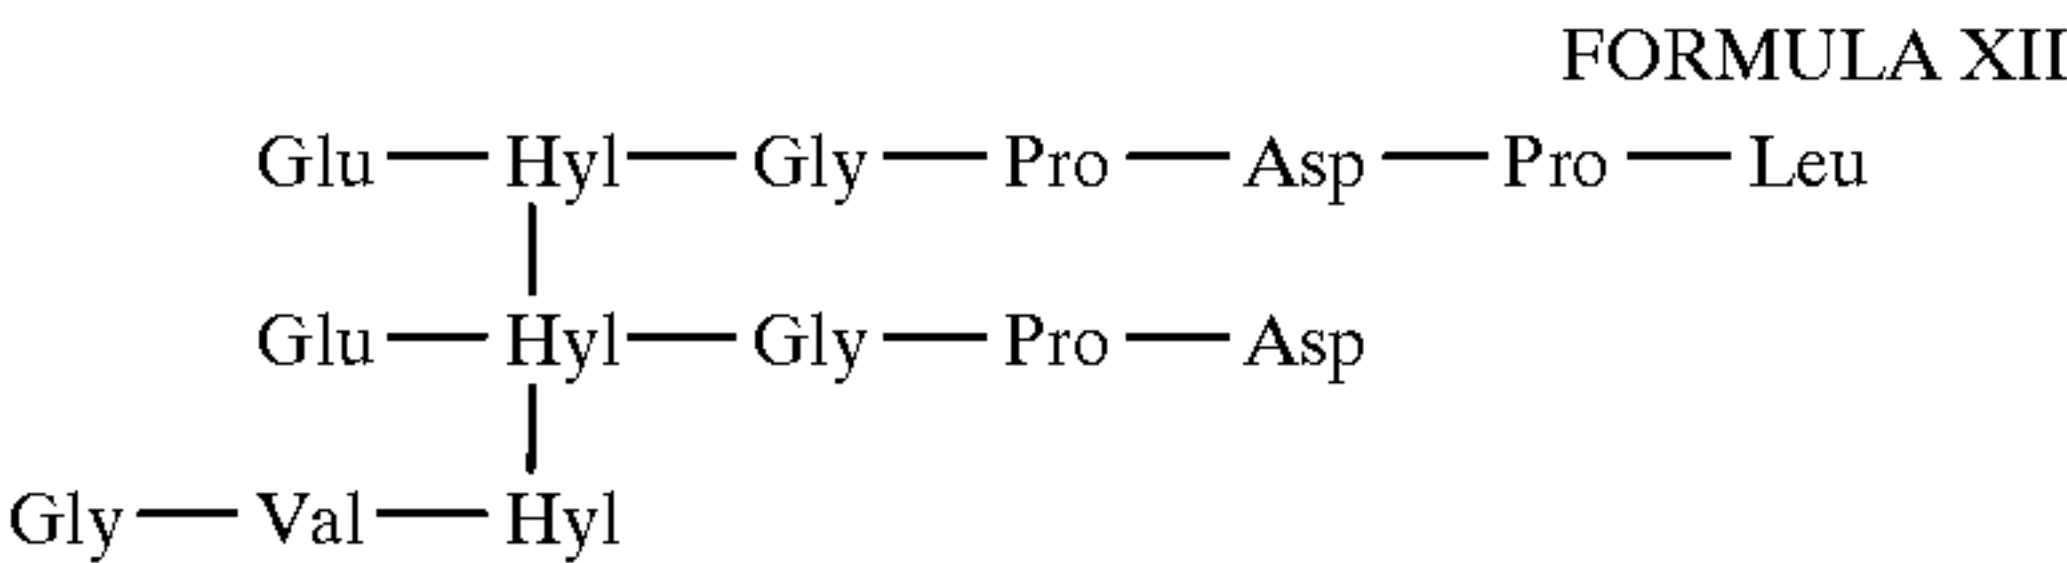 FORMULA XII
Glu — Hyl — Gly — Pro — Asp — Pro — Leu
Glu — Hyl — Gly — Pro — Asp
Gly — Val — Hyl